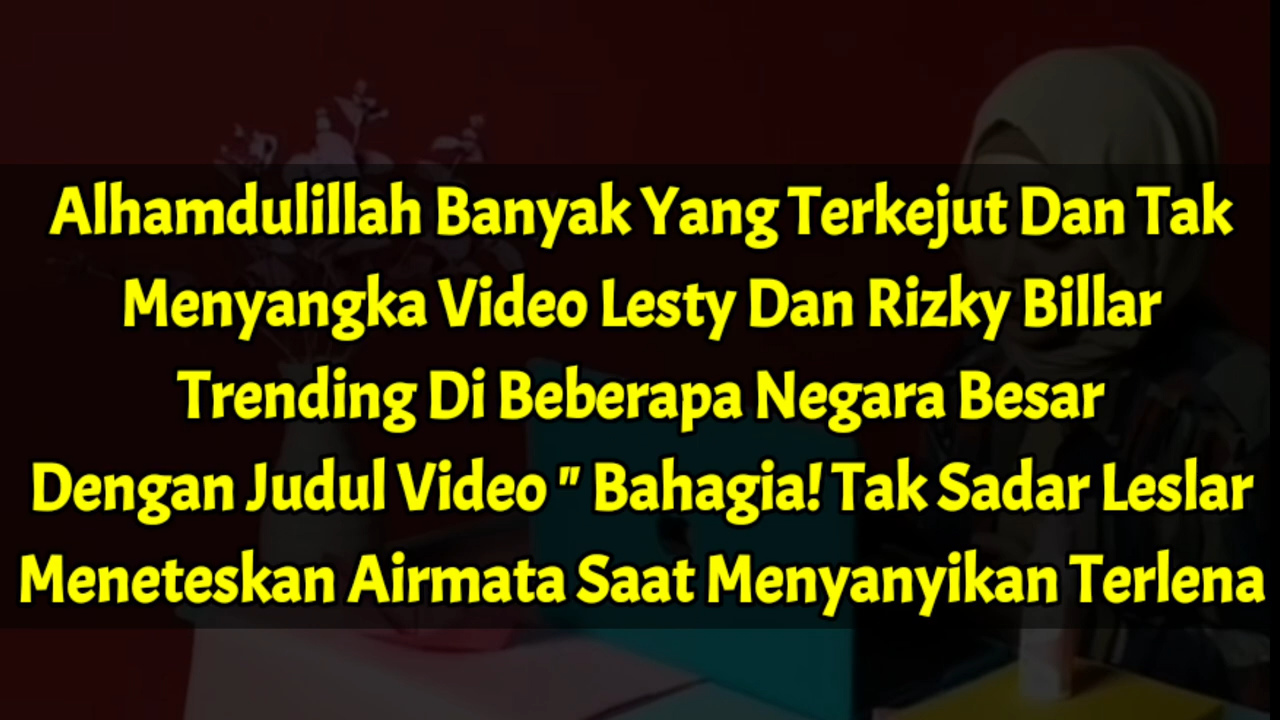 Alhamdulillah Banyak Yang Terkejut Dan Tak
Menyangka Video Lesty Dan Rizky Billar
Trending Di Beberapa Negara Besar
Dengan Judul Video " Bahagia! Tak Sadar Leslar
Meneteskan Airmata Saat Menyanyikan Terlena